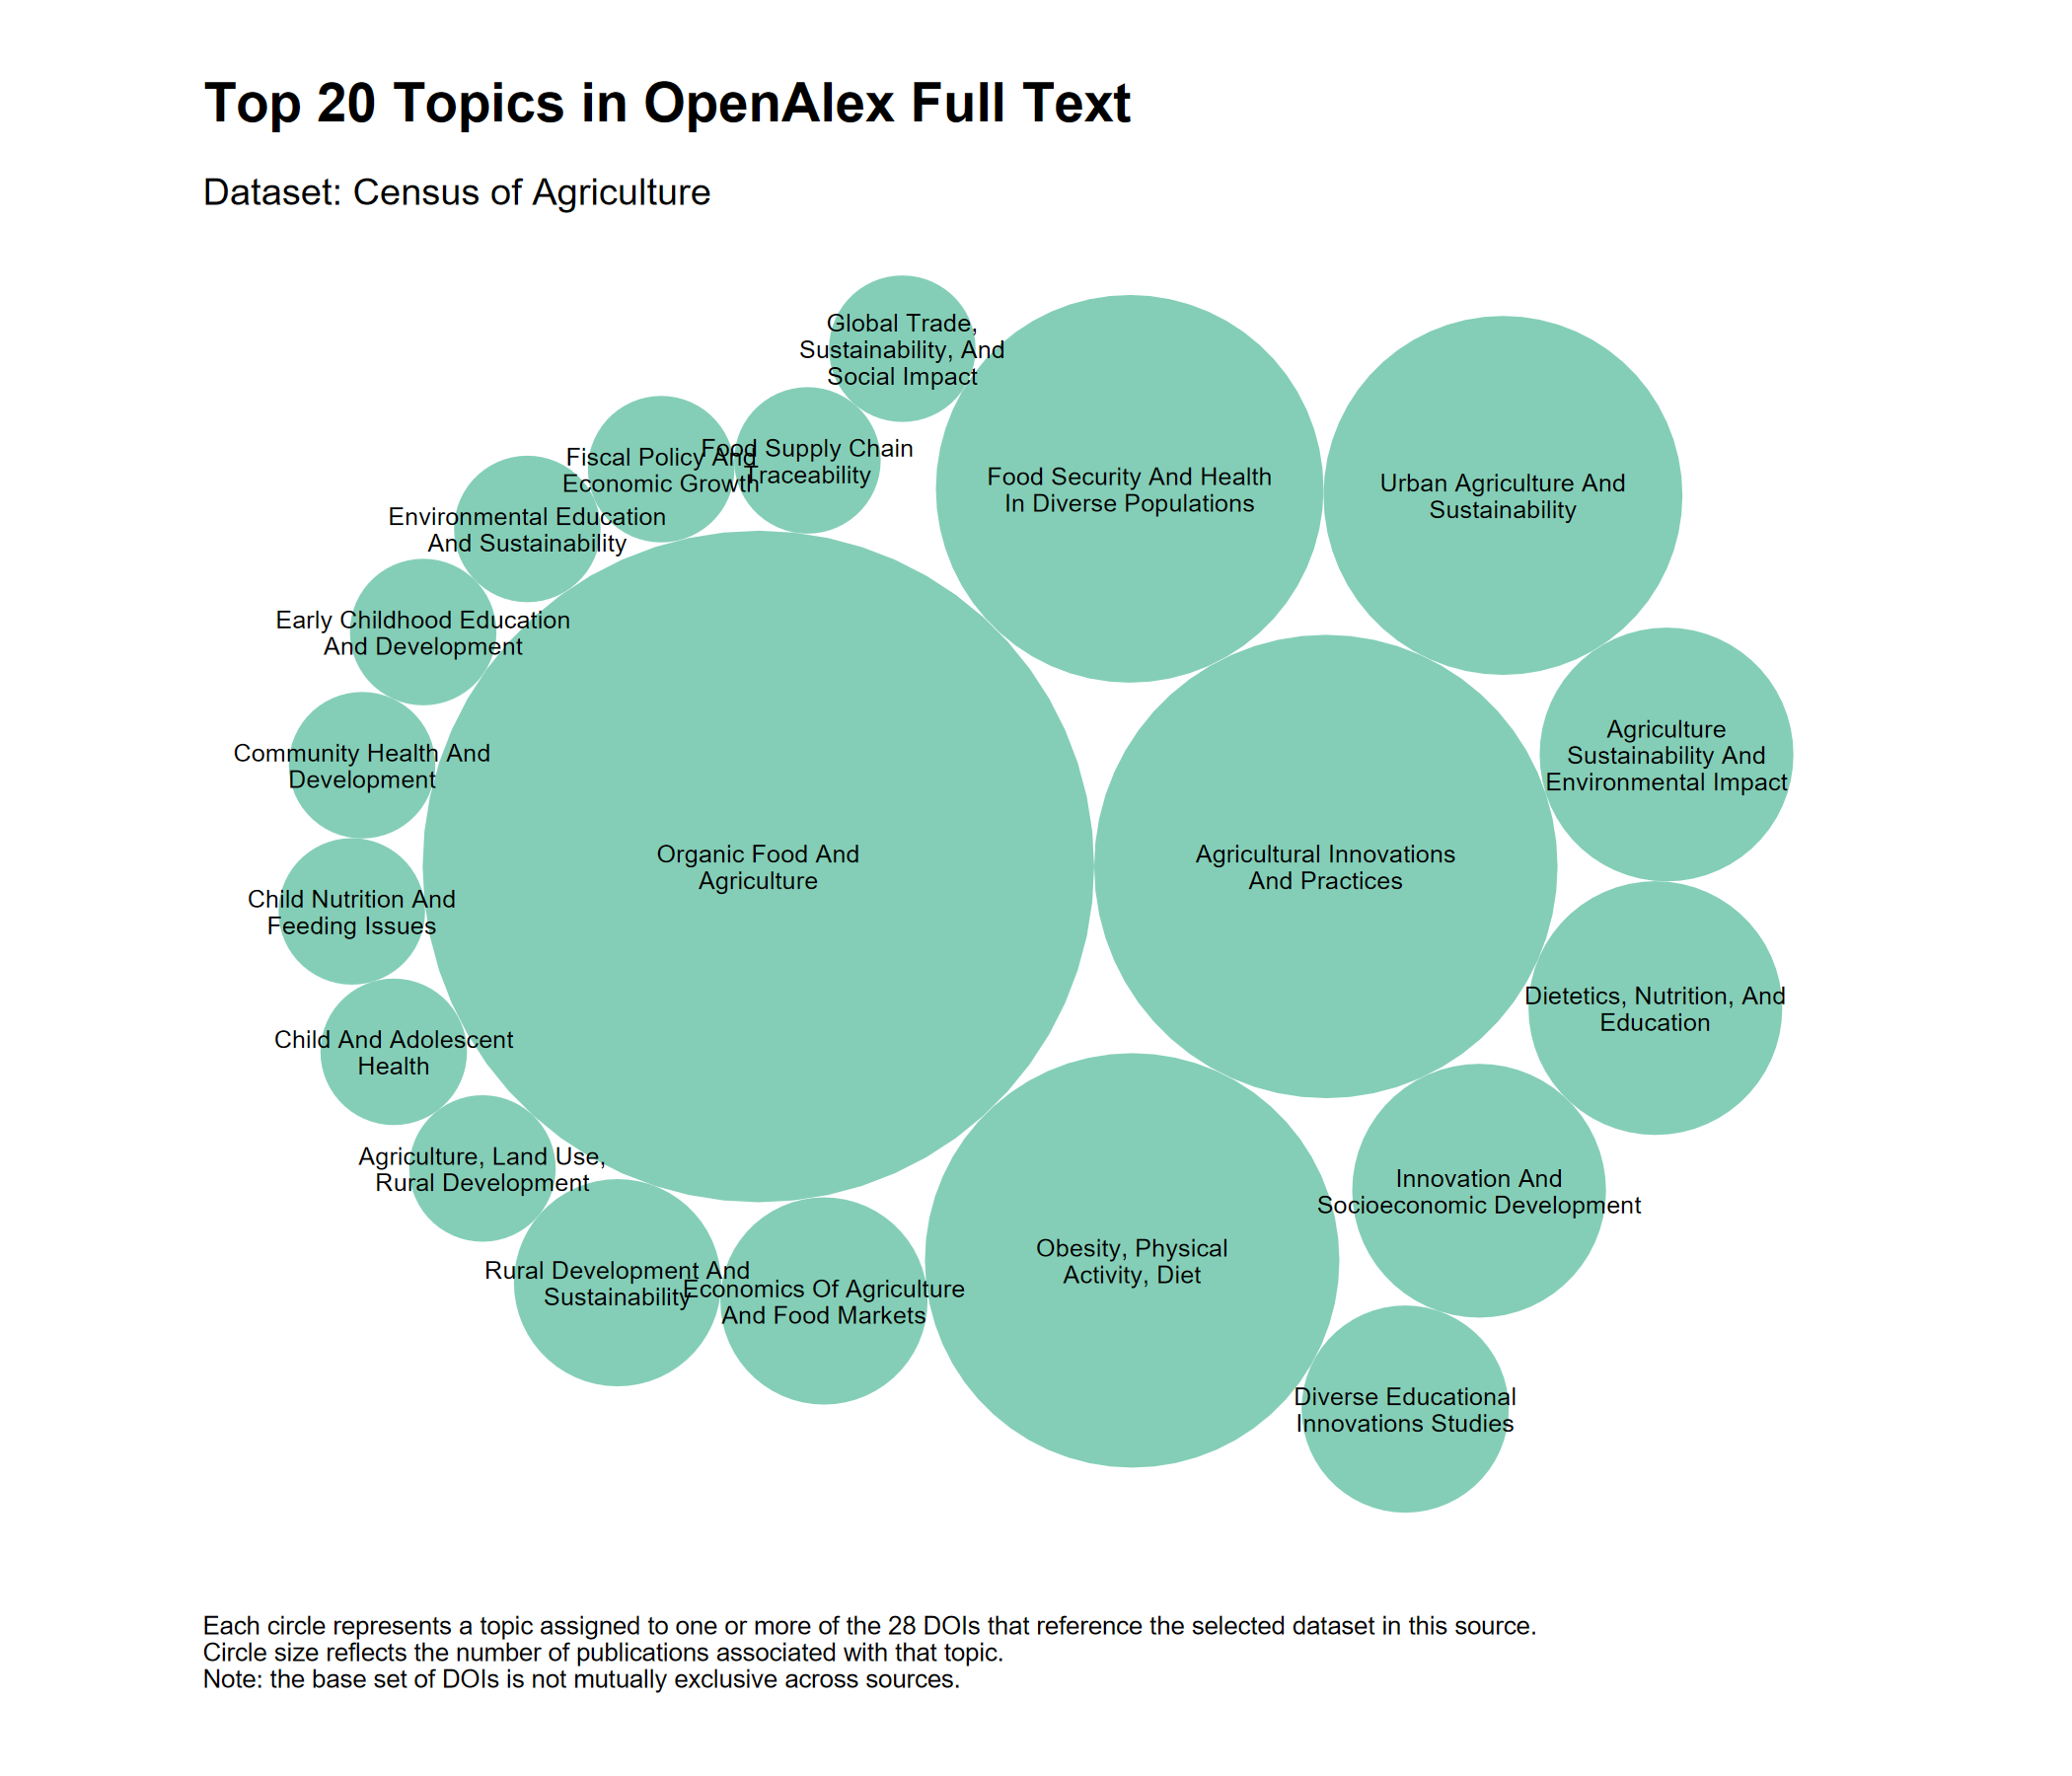 Top 20 Topics in OpenAlex Full Text
Dataset: Census of Agriculture
Global Trade,
Sustainability, And
Social Impact
Food Supply Chain
Traceability
Fiscal Policy And
Economic Growth
Food Security And Health
In Diverse Populations
Urban Agriculture And
Sustainability
Environmental Education
And Sustainability
Early Childhood Education
And Development
Agriculture
Sustainability And
Environmental Impact
Community Health And
Development
Organic Food And
Agriculture
Agricultural Innovations
And Practices
Child Nutrition And
Feeding Issues
Dietetics, Nutrition, And
Education
Child And Adolescent
Health
Agriculture, Land Use,
Rural Development
Innovation And
Socioeconomic Development
Obesity, Physical
Activity, Diet
Rural Development And
Sustainability
Economics Of Agriculture
And Food Markets
Diverse Educational
Innovations Studies
Each circle represents a topic assigned to one or more of the 28 DOIs that reference the selected dataset in this source.
Circle size reflects the number of publications associated with that topic.
Note: the base set of DOIs is not mutually exclusive across sources.